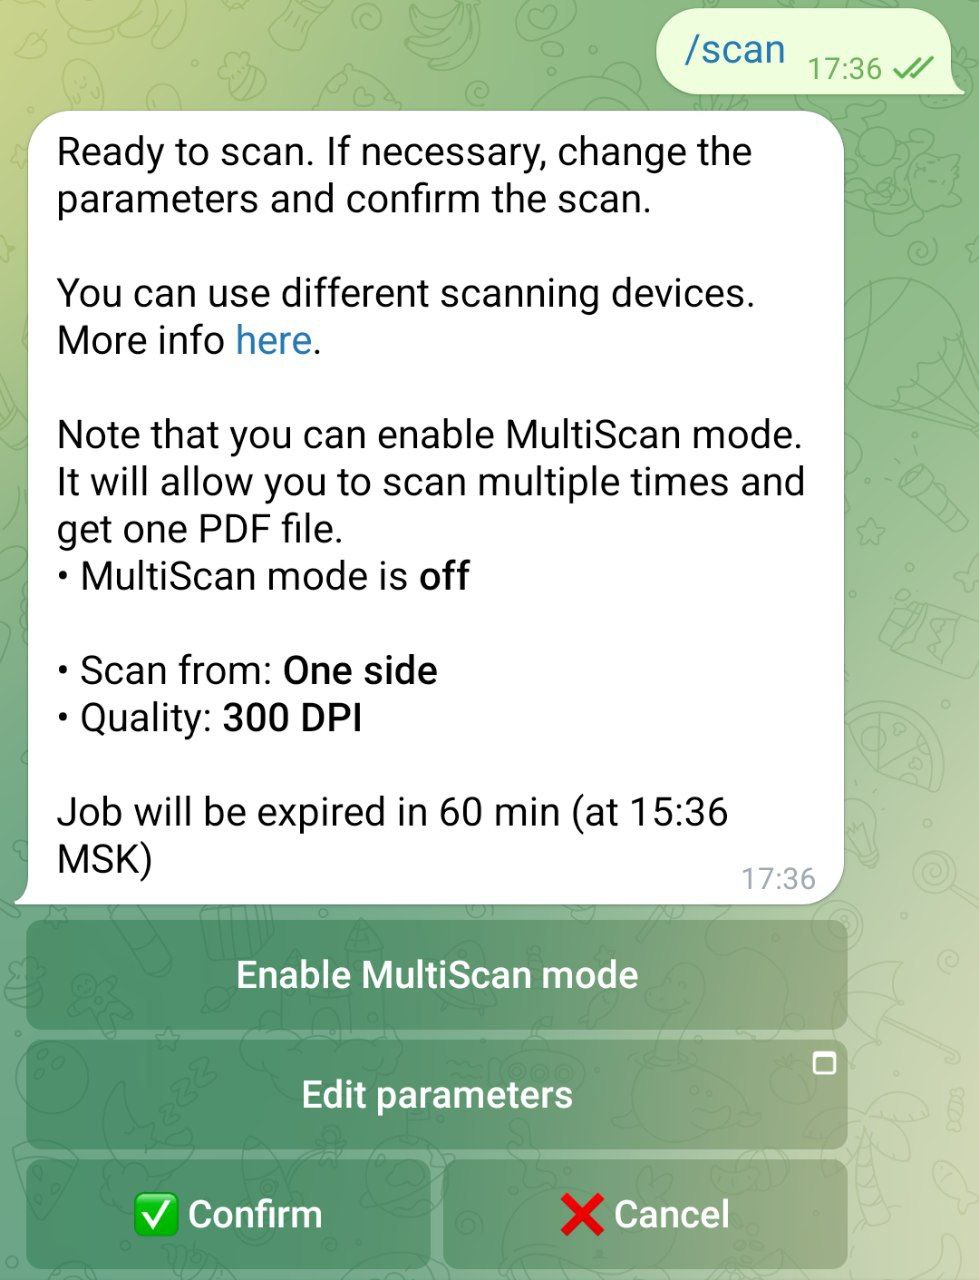 /scan
17:36
Ready to scan. If necessary, change the
parameters and confirm the scan.
You can use different scanning devices.
More info here.
Note that you can enable MultiScan mode.
It will allow you to scan multiple times and
get one PDF file.
• MultiScan mode is off
• Scan from: One side
• Quality: 300 DPI
Job will be expired in 60 min (at 15:36
MSK)
17:36
Enable MultiScan mode
Edit parameters
✅ Confirm
❌ Cancel